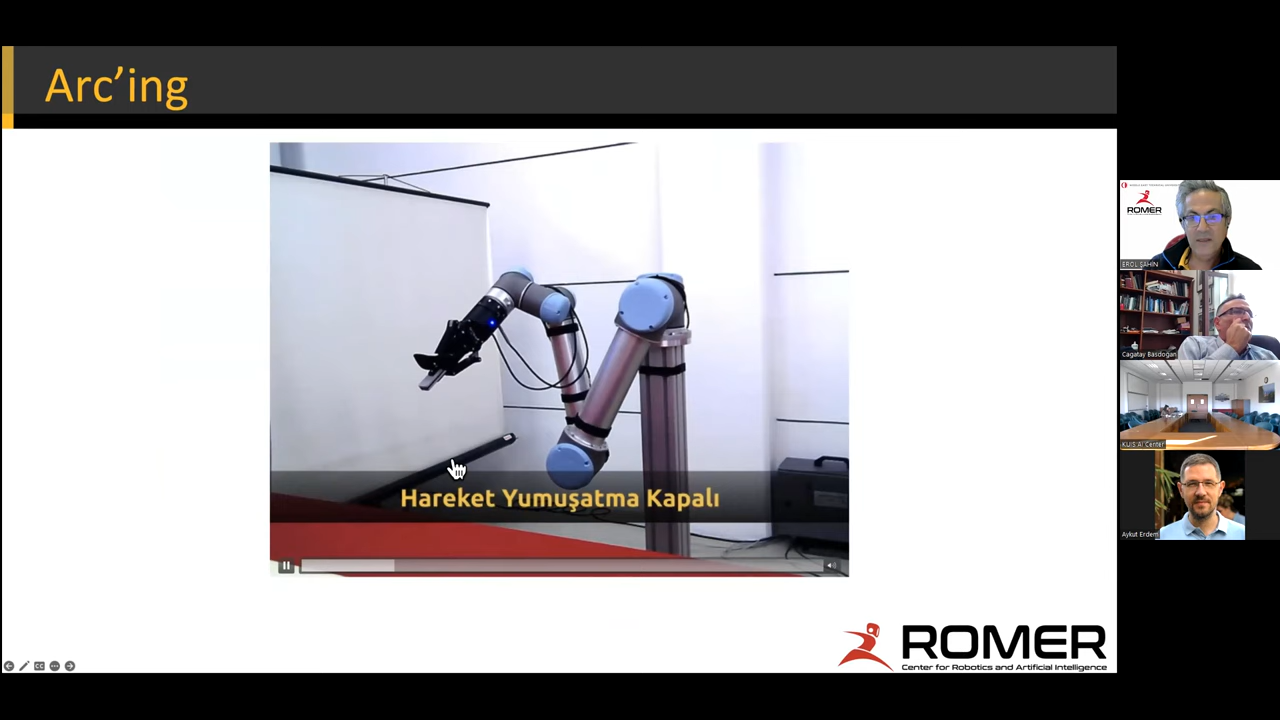 Arc’ing
Hareket Yumuşatma Kapalı
ROMER
Center for Robotics and Artificial Intelligence
ROMER
EROL ŞAHİN
Cagatay Basdogan
KUIS AI Center
Aykut Erdem